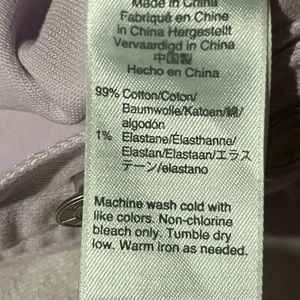 Made in China
Fabriqué en Chine
in China Hergestellt
Vervaardigd in China
中国製
Hecho en China
99% Cotton/Coton/
Baumwolle/Katoen/綿/
algodón
1% Elastane/Élasthanne/
Elastan/Elastaan/エラス
テーン/elastano
Machine wash cold with
like colors. Non-chlorine
bleach only. Tumble dry
low. Warm iron as needed.